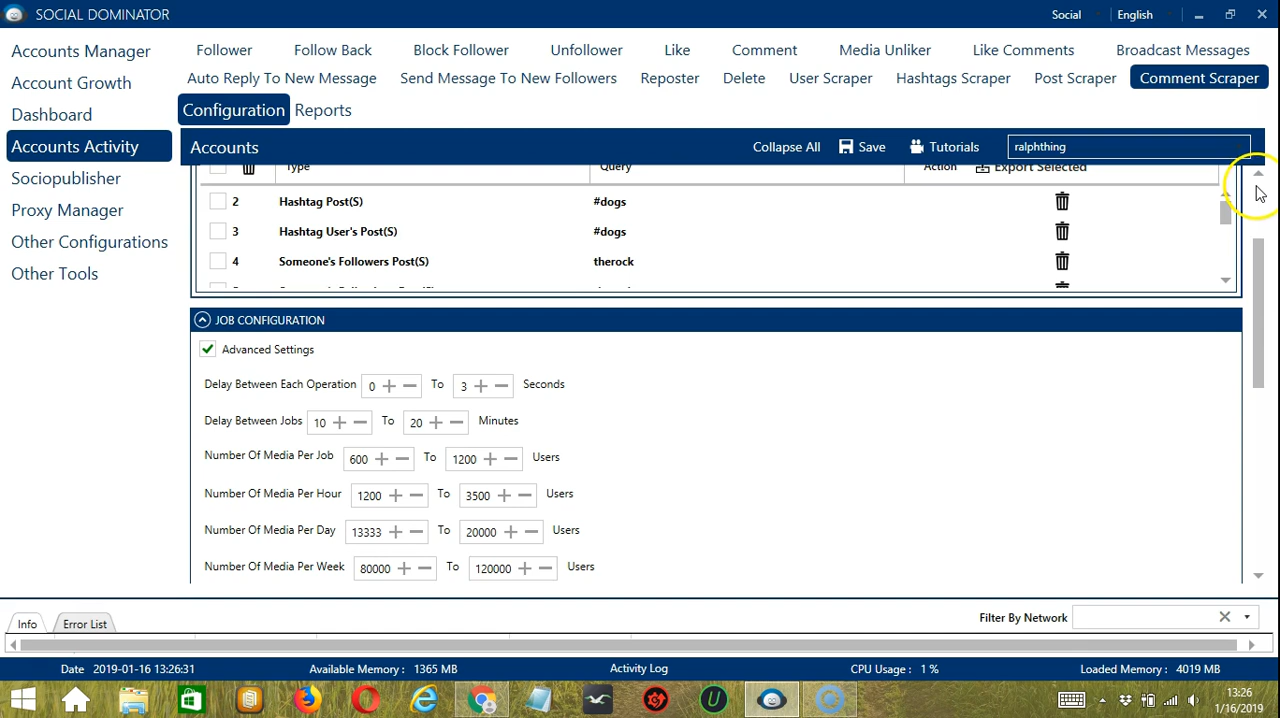 SOCIAL DOMINATOR
Social English
Accounts Manager
Account Growth
Dashboard
Accounts Activity
Sociopublisher
Proxy Manager
Other Configurations
Other Tools
Follower Follow Back Block Follower Unfollower Like Comment Media Unliker Like Comments Broadcast Messages
Auto Reply To New Message Send Message To New Followers Reposter Delete User Scraper Hashtags Scraper Post Scraper Comment Scraper
Configuration Reports
Accounts Collapse All Save Tutorials ralphthing
Type Query Action Export Selected
2 Hashtag Post(S) #dogs
3 Hashtag User's Post(S) #dogs
4 Someone's Followers Post(S) therock
JOB CONFIGURATION
Advanced Settings
Delay Between Each Operation 0 To 3 Seconds
Delay Between Jobs 10 To 20 Minutes
Number Of Media Per Job 600 To 1200 Users
Number Of Media Per Hour 1200 To 3500 Users
Number Of Media Per Day 13333 To 20000 Users
Number Of Media Per Week 80000 To 120000 Users
Info Error List Filter By Network
Date 2019-01-16 13:26:31 Available Memory : 1365 MB Activity Log CPU Usage : 1 % Loaded Memory : 4019 MB
13:26
1/16/2019